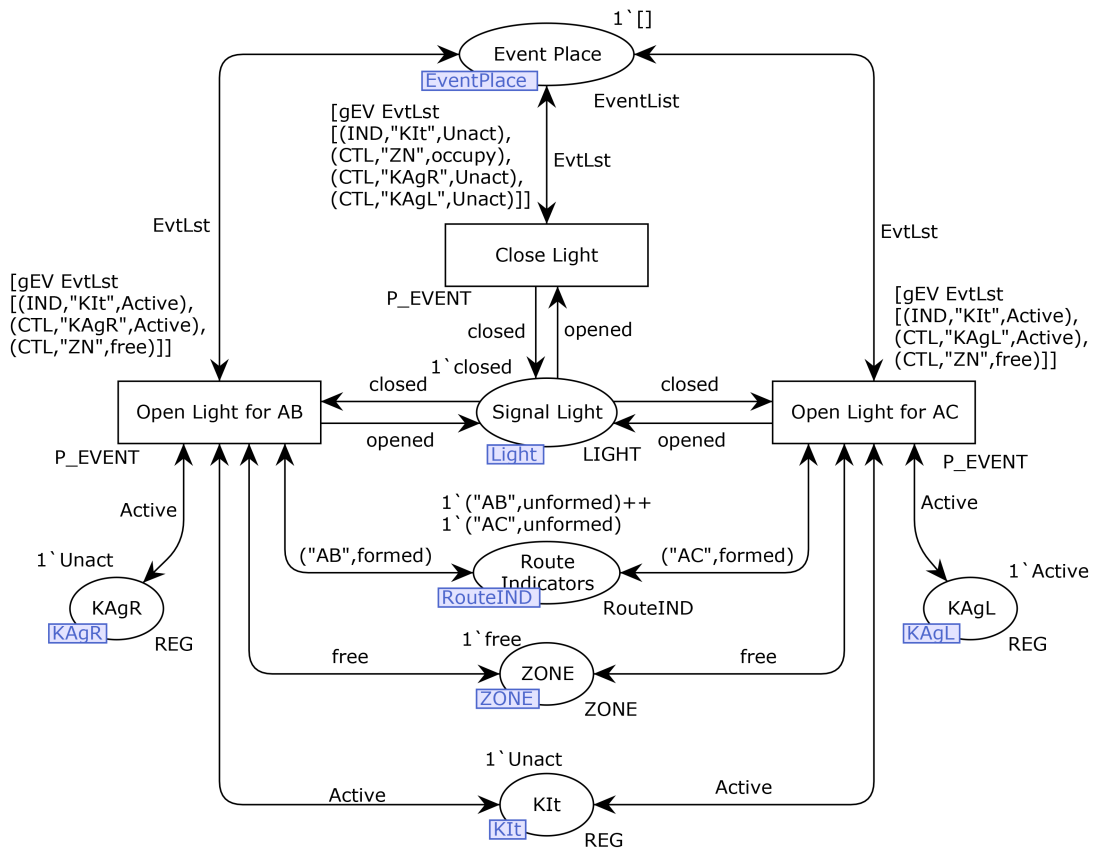 1`[]
Event Place
EventPlace
EventList
[gEV EvtLst
[(IND,"KIt",Unact),
(CTL,"ZN",occupy),
(CTL,"KAgR",Unact),
(CTL,"KAgL",Unact)]]
EvtLst
EvtLst
EvtLst
Close Light
P_EVENT
[gEV EvtLst
[(IND,"KIt",Active),
(CTL,"KAgR",Active),
(CTL,"ZN",free)]]
[gEV EvtLst
[(IND,"KIt",Active),
(CTL,"KAgL",Active),
(CTL,"ZN",free)]]
closed
opened
1`closed
closed
closed
Open Light for AB
Signal Light
Open Light for AC
opened
opened
Light
LIGHT
P_EVENT
P_EVENT
Active
Active
1`("AB",unformed)++
1`("AC",unformed)
("AB",formed)
Route
Indicators
("AC",formed)
RouteIND
RouteIND
1`Unact
KAgR
KAgR
REG
1`Active
KAgL
KAgL
REG
1`free
free
ZONE
free
ZONE
ZONE
1`Unact
Active
KIt
Active
KIt
REG